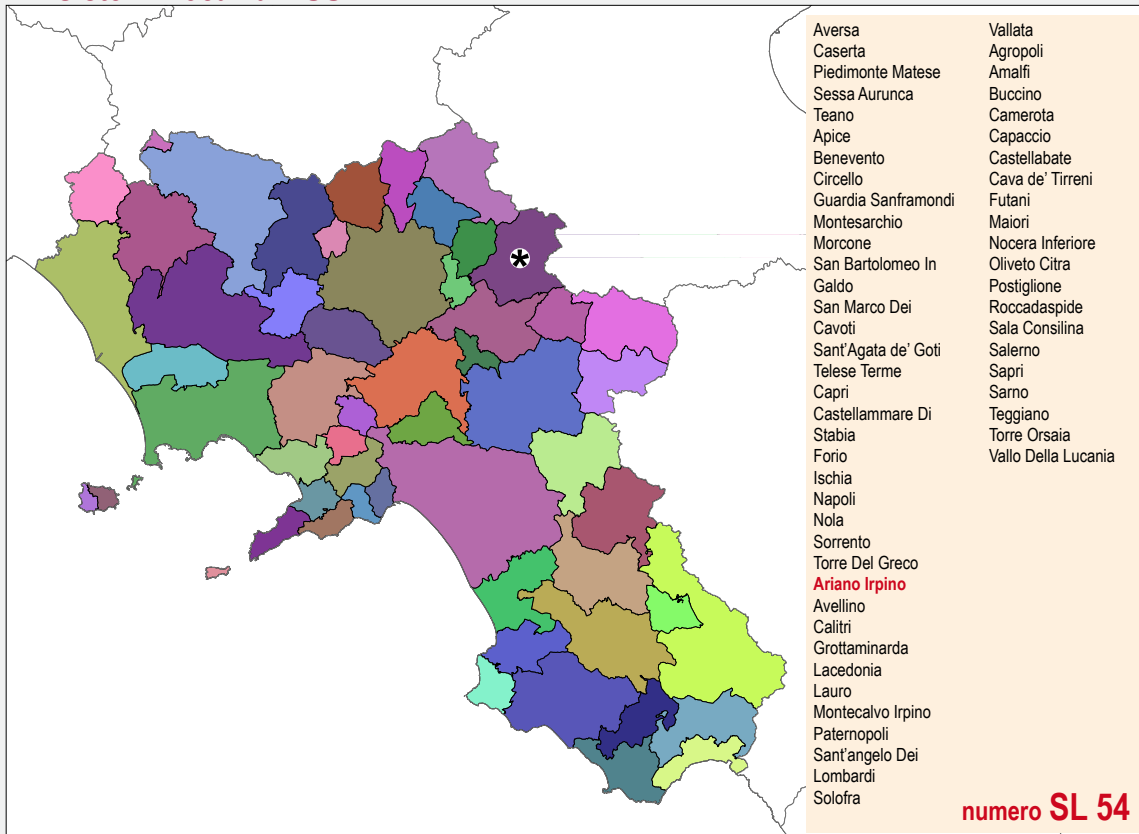 Aversa
Caserta
Piedimonte Matese
Sessa Aurunca
Teano
Apice
Benevento
Circello
Guardia Sanframondi
Montesarchio
Morcone
San Bartolomeo In
Galdo
San Marco Dei
Cavoti
Sant'Agata de' Goti
Telese Terme
Capri
Castellammare Di
Stabia
Forio
Ischia
Napoli
Nola
Sorrento
Torre Del Greco
Ariano Irpino
Avellino
Calitri
Grottaminarda
Lacedonia
Lauro
Montecalvo Irpino
Paternopoli
Sant'angelo Dei
Lombardi
Solofra
Vallata
Agropoli
Amalfi
Buccino
Camerota
Capaccio
Castellabate
Cava de' Tirreni
Futani
Maiori
Nocera Inferiore
Oliveto Citra
Postiglione
Roccadaspide
Sala Consilina
Salerno
Sapri
Sarno
Teggiano
Torre Orsaia
Vallo Della Lucania
numero SL 54
*